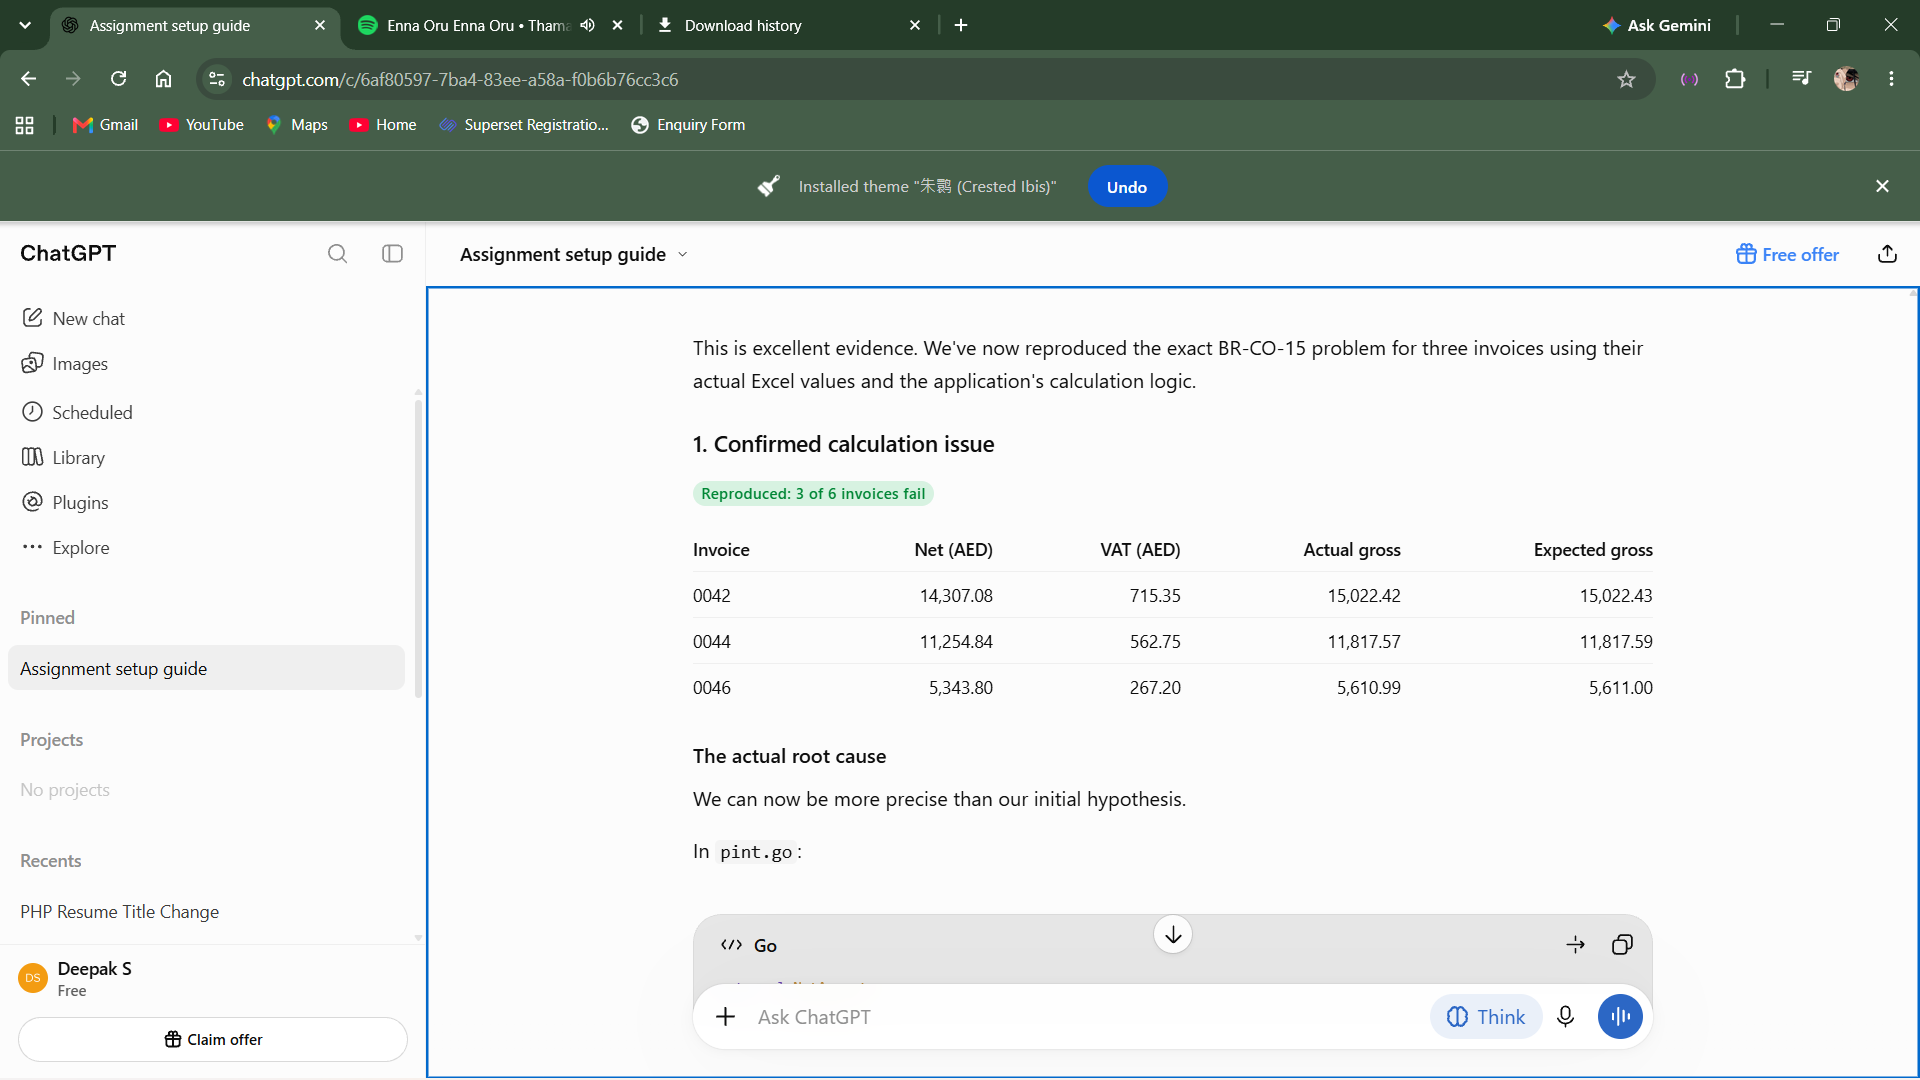 Assignment setup guide
Enna Oru Enna Oru • Thama
Download history
Ask Gemini
chatgpt.com/c/6af80597-7ba4-83ee-a58a-f0b6b76cc3c6
Gmail
YouTube
Maps
Home
Superset Registratio...
Enquiry Form
Installed theme "朱鹮 (Crested Ibis)"
Undo
ChatGPT
New chat
Images
Scheduled
Library
Plugins
Explore
Pinned
Assignment setup guide
Projects
No projects
Recents
PHP Resume Title Change
DS
Deepak S
Free
Claim offer
Assignment setup guide
Free offer
This is excellent evidence. We've now reproduced the exact BR-CO-15 problem for three invoices using their
actual Excel values and the application's calculation logic.
1. Confirmed calculation issue
Reproduced: 3 of 6 invoices fail
Invoice Net (AED) VAT (AED) Actual gross Expected gross
0042 14,307.08 715.35 15,022.42 15,022.43
0044 11,254.84 562.75 11,817.57 11,817.59
0046 5,343.80 267.20 5,610.99 5,611.00
The actual root cause
We can now be more precise than our initial hypothesis.
In pint.go:
Go
Ask ChatGPT
Think